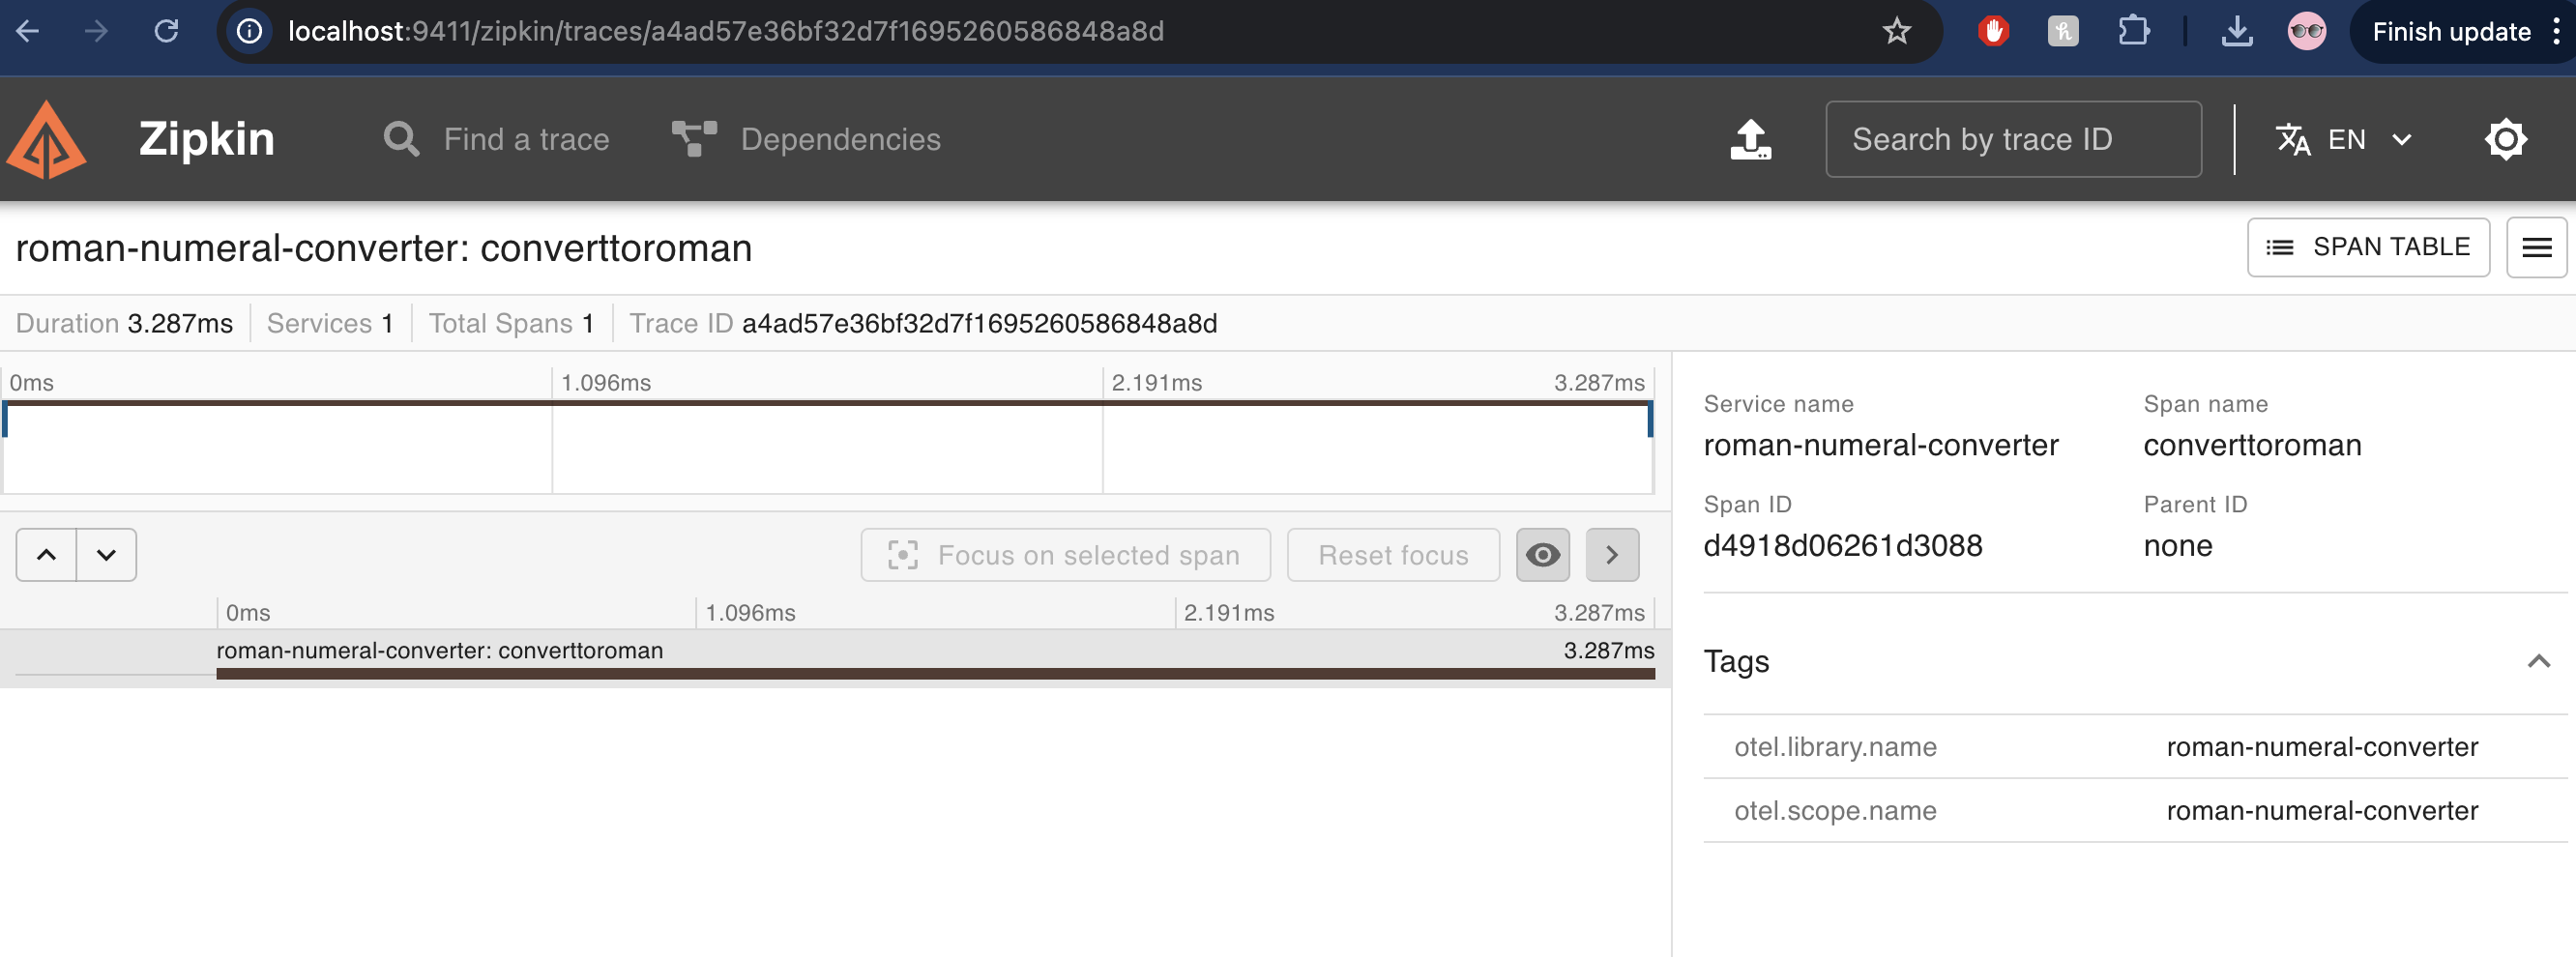 localhost:9411/zipkin/traces/a4ad57e36bf32d7f1695260586848a8d
Finish update
Zipkin
Find a trace
Dependencies
Search by trace ID
EN
roman-numeral-converter: converttoroman
SPAN TABLE
Duration 3.287ms Services 1 Total Spans 1 Trace ID a4ad57e36bf32d7f1695260586848a8d
0ms 1.096ms 2.191ms 3.287ms
Focus on selected span Reset focus
0ms 1.096ms 2.191ms 3.287ms
roman-numeral-converter: converttoroman 3.287ms
Service name Span name
roman-numeral-converter converttoroman
Span ID Parent ID
d4918d06261d3088 none
Tags
otel.library.name roman-numeral-converter
otel.scope.name roman-numeral-converter